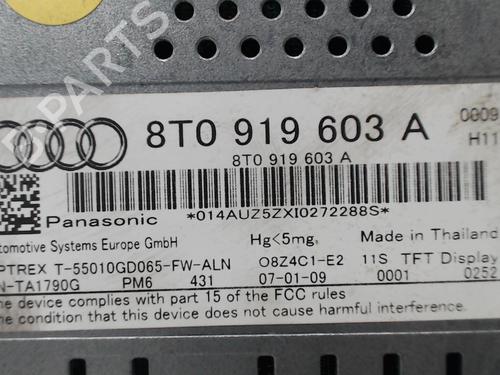 PARTS
8T0 919 603 A
0009
8T0 919 603 A
H11
Panasonic
*014AUZ5ZXI0272288S*
utomotive Systems Europe GmbH
Hg<5mg.
Made in Thailand
PTREX T-55010GD065-FW-ALN
O8Z4C1-E2
11S TFT Display
N-TA1790G
PM6
431
07-01-09
0001
0252
he device complies with part 15 of the FCC rules
ondition that this device does not cause harmful interference.